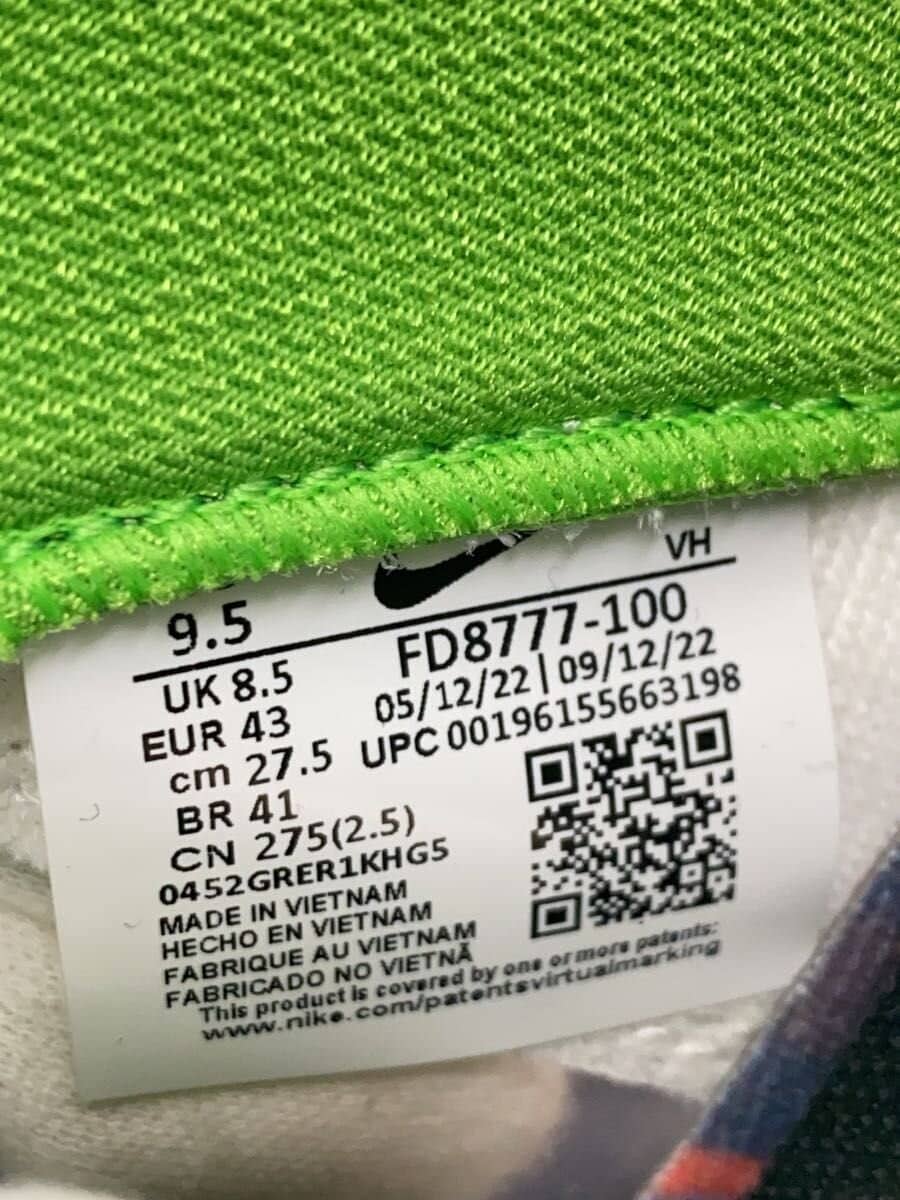 VH
9.5
UK 8.5
FD8777-100
EUR 43
05/12/22 | 09/12/22
cm 27.5
UPC 00196155663198
BR 41
CN 275(2.5)
0452GRER1KHG5
MADE IN VIETNAM
HECHO EN VIETNAM
FABRIQUE AU VIETNAM
FABRICADO NO VIETNÃ
This product is covered by one or more patents:
www.nike.com/patentsvirtualmarking